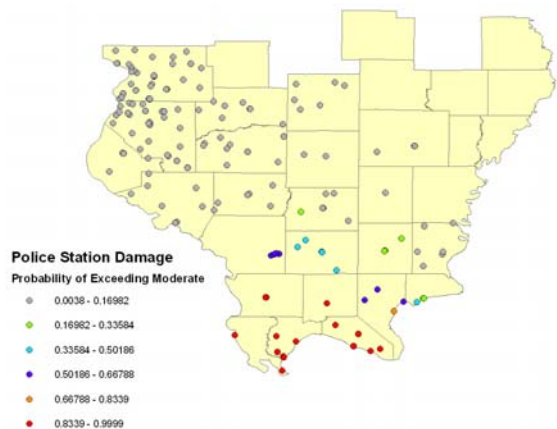 Police Station Damage
Probability of Exceeding Moderate
0.0038 - 0.16982
0.16982 - 0.33584
0.33584 - 0.50186
0.50186 - 0.66788
0.66788 - 0.8339
0.8339 - 0.9999